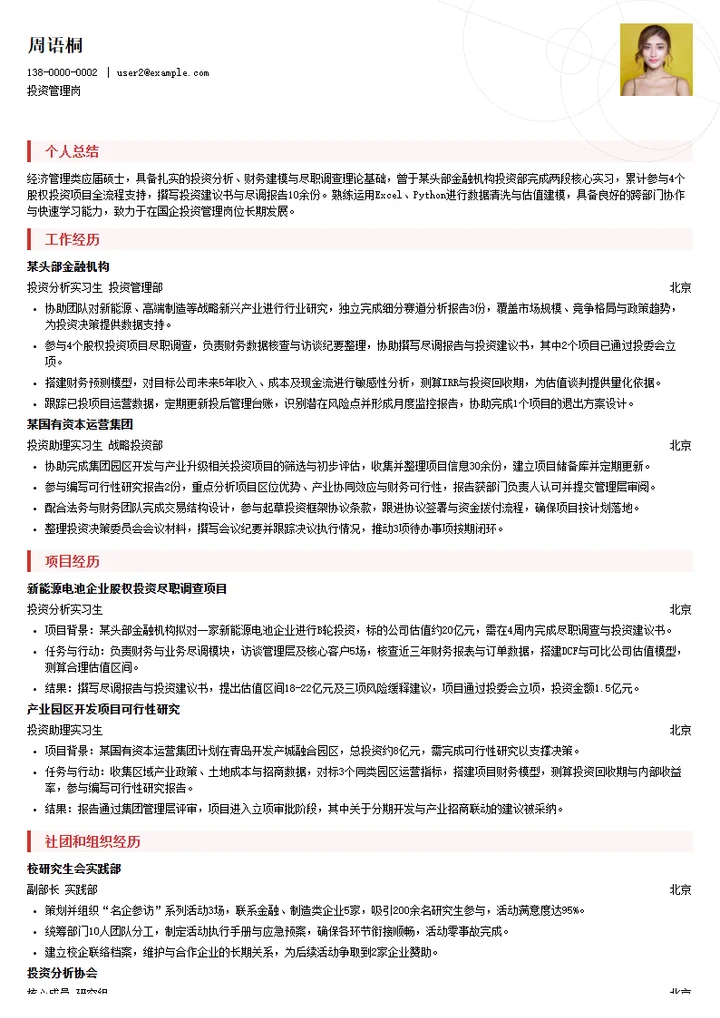 周语桐
138-0000-0002 | user2@example.com
投资管理岗
个人总结
经济管理类应届硕士，具备扎实的投资分析、财务建模与尽职调查理论基础，曾于某头部金融机构投资部完成两段核心实习，累计参与4个
股权投资项目全流程支持，撰写投资建议书与尽调报告10余份。熟练运用Excel、Python进行数据清洗与估值建模，具备良好的跨部门协作
与快速学习能力，致力于在国企投资管理岗位长期发展。
工作经历
某头部金融机构
投资分析实习生 投资管理部 北京
• 协助团队对新能源、高端制造等战略新兴产业进行行业研究，独立完成细分赛道分析报告3份，覆盖市场规模、竞争格局与政策趋势，
为投资决策提供数据支持。
• 参与4个股权投资项目尽职调查，负责财务数据核查与访谈纪要整理，协助撰写尽调报告与投资建议书，其中2个项目已通过投委会立
项。
• 搭建财务预测模型，对目标公司未来5年收入、成本及现金流进行敏感性分析，测算IRR与投资回收期，为估值谈判提供量化依据。
• 跟踪已投项目运营数据，定期更新投后管理台账，识别潜在风险点并形成月度监控报告，协助完成1个项目的退出方案设计。
某国有资本运营集团
投资助理实习生 战略投资部 北京
• 协助完成集团园区开发与产业升级相关投资项目的筛选与初步评估，收集并整理项目信息30余份，建立项目储备库并定期更新。
• 参与编写可行性研究报告2份，重点分析项目区位优势、产业协同效应与财务可行性，报告获部门负责人认可并提交管理层审阅。
• 配合法务与财务团队完成交易结构设计，参与起草投资框架协议条款，跟进协议签署与资金拨付流程，确保项目按计划落地。
• 整理投资决策委员会会议材料，撰写会议纪要并跟踪决议执行情况，推动3项待办事项按期闭环。
项目经历
新能源电池企业股权投资尽职调查项目
投资分析实习生 北京
• 项目背景：某头部金融机构拟对一家新能源电池企业进行B轮投资，标的公司估值约20亿元，需在4周内完成尽职调查与投资建议书。
• 任务与行动：负责财务与业务尽调模块，访谈管理层及核心客户5场，核查近三年财务报表与订单数据，搭建DCF与可比公司估值模型，
测算合理估值区间。
• 结果：撰写尽调报告与投资建议书，提出估值区间18-22亿元及三项风险缓释建议，项目通过投委会立项，投资金额1.5亿元。
产业园区开发项目可行性研究
投资助理实习生 北京
• 项目背景：某国有资本运营集团计划在青岛开发产城融合园区，总投资约8亿元，需完成可行性研究以支撑决策。
• 任务与行动：收集区域产业政策、土地成本与招商数据，对标3个同类园区运营指标，搭建项目财务模型，测算投资回收期与内部收益
率，参与编写可行性研究报告。
• 结果：报告通过集团管理层评审，项目进入立项审批阶段，其中关于分期开发与产业招商联动的建议被采纳。
社团和组织经历
校研究生会实践部
副部长 实践部 北京
• 策划并组织“名企参访”系列活动3场，联系金融、制造类企业5家，吸引200余名研究生参与，活动满意度达95%。
• 统筹部门10人团队分工，制定活动执行手册与应急预案，确保各环节衔接顺畅，活动零事故完成。
• 建立校企联络档案，维护与合作企业的长期关系，为后续活动争取到2家企业赞助。
投资分析协会
核心成员 研究组 北京